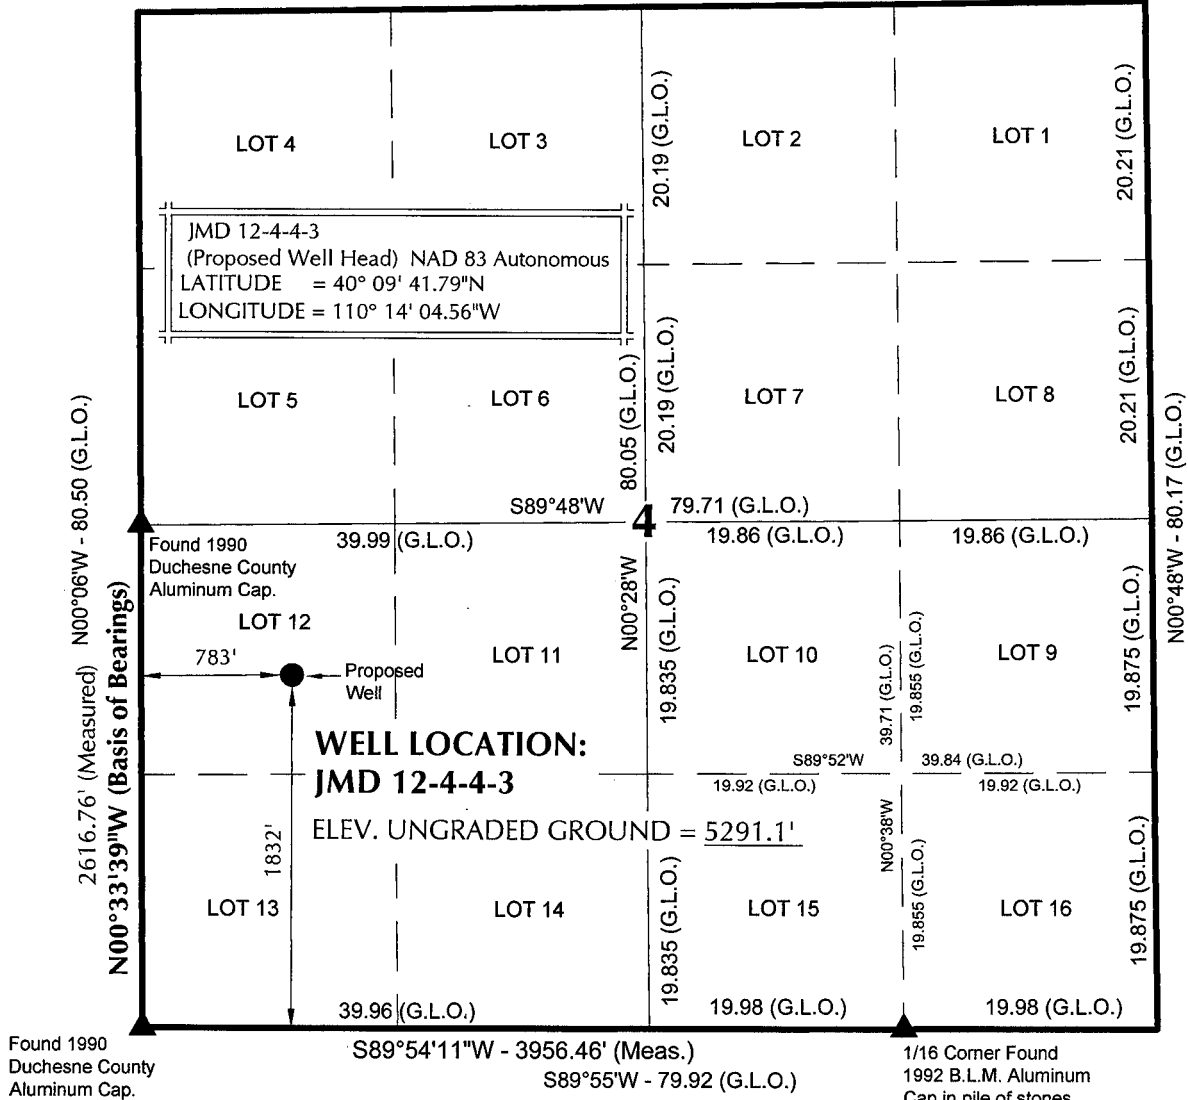 LOT 4
LOT 3
LOT 2
LOT 1
20.19 (G.L.O.)
20.21 (G.L.O.)
JMD 12-4-4-3
(Proposed Well Head) NAD 83 Autonomous
LATITUDE = 40° 09' 41.79"N
LONGITUDE = 110° 14' 04.56"W
LOT 5
LOT 6
LOT 7
LOT 8
80.05 (G.L.O.)
20.19 (G.L.O.)
20.21 (G.L.O.)
N00°06'W - 80.50 (G.L.O.)
N00°48'W - 80.17 (G.L.O.)
S89°48'W
4
79.71 (G.L.O.)
39.99 (G.L.O.)
19.86 (G.L.O.)
19.86 (G.L.O.)
Found 1990
Duchesne County
Aluminum Cap.
N00°28'W
LOT 12
LOT 11
LOT 10
LOT 9
783'
Proposed
Well
19.835 (G.L.O.)
39.71 (G.L.O.)
19.855 (G.L.O.)
19.875 (G.L.O.)
2616.76' (Measured)
N00°33'39"W (Basis of Bearings)
WELL LOCATION:
JMD 12-4-4-3
S89°52'W
39.84 (G.L.O.)
19.92 (G.L.O.)
19.92 (G.L.O.)
ELEV. UNGRADED GROUND = 5291.1'
1832'
N00°38'W
LOT 13
LOT 14
LOT 15
LOT 16
19.835 (G.L.O.)
19.855 (G.L.O.)
19.875 (G.L.O.)
39.96 (G.L.O.)
19.98 (G.L.O.)
19.98 (G.L.O.)
Found 1990
Duchesne County
Aluminum Cap.
S89°54'11"W - 3956.46' (Meas.)
S89°55'W - 79.92 (G.L.O.)
1/16 Corner Found
1992 B.L.M. Aluminum
Cap in pile of stones